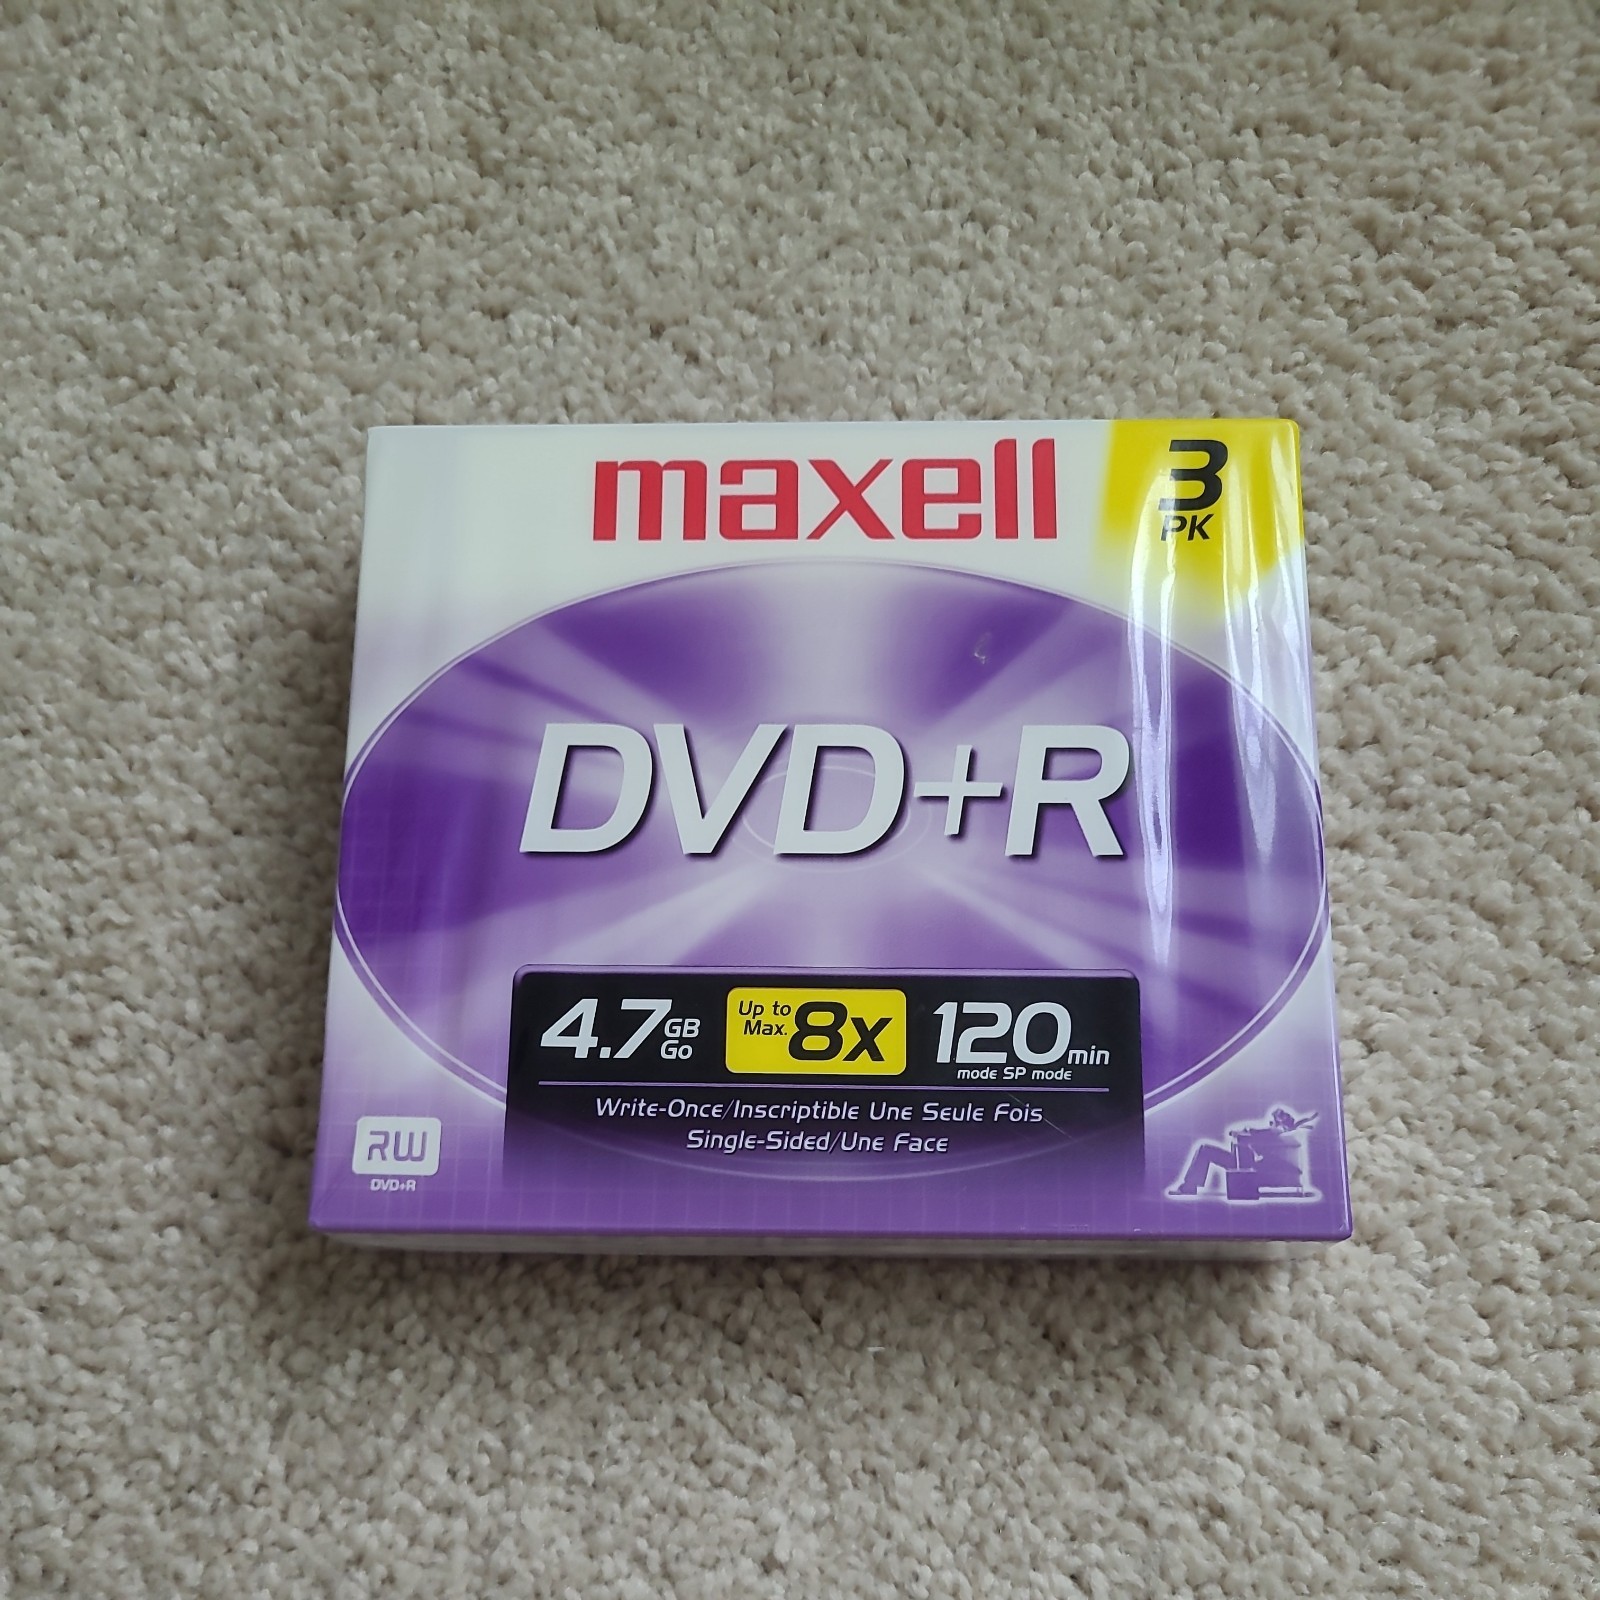 maxell
3
PK
DVD+R
4.7 GB Go
Up to Max. 8x
120 min
mode SP mode
Write-Once/Inscriptible Une Seule Fois
Single-Sided/Une Face
RW
DVD+R